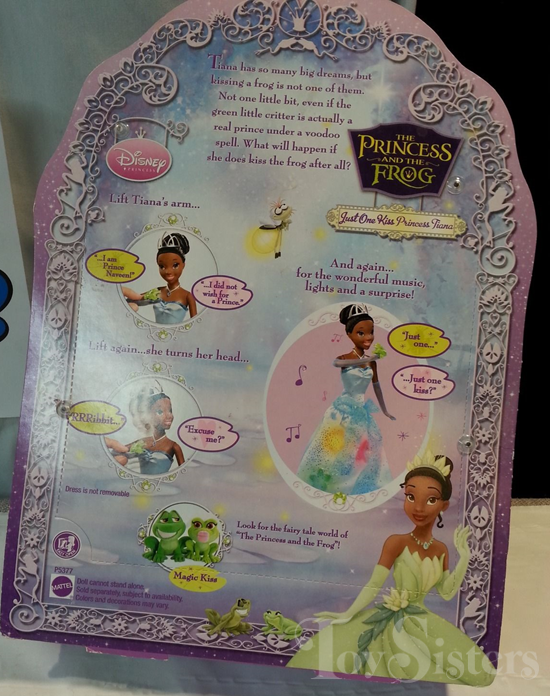 Tiana has so many big dreams, but
kissing a frog is not one of them.
Not one little bit, even if the
green little critter is actually a
real prince under a voodoo
spell. What will happen if
she does kiss the frog after all?
Disney
PRINCESS
THE
PRINCESS
AND THE
FROG
Just One Kiss Princess Tiana
Lift Tiana's arm...
"...I am
Prince
Naveen!"
"...I did not
wish for
a Prince."
And again...
for the wonderful music,
lights and a surprise!
"Just
one..."
"...Just one
kiss?"
Lift again...she turns her head...
"RRRibbit...
"Excuse
me?"
Dress is not removable
Look for the fairy tale world of
"The Princess and the Frog"!
Magic Kiss
P5377
MATTEL
Doll cannot stand alone.
Sold separately, subject to availability.
Colors and decorations may vary.
ToySisters